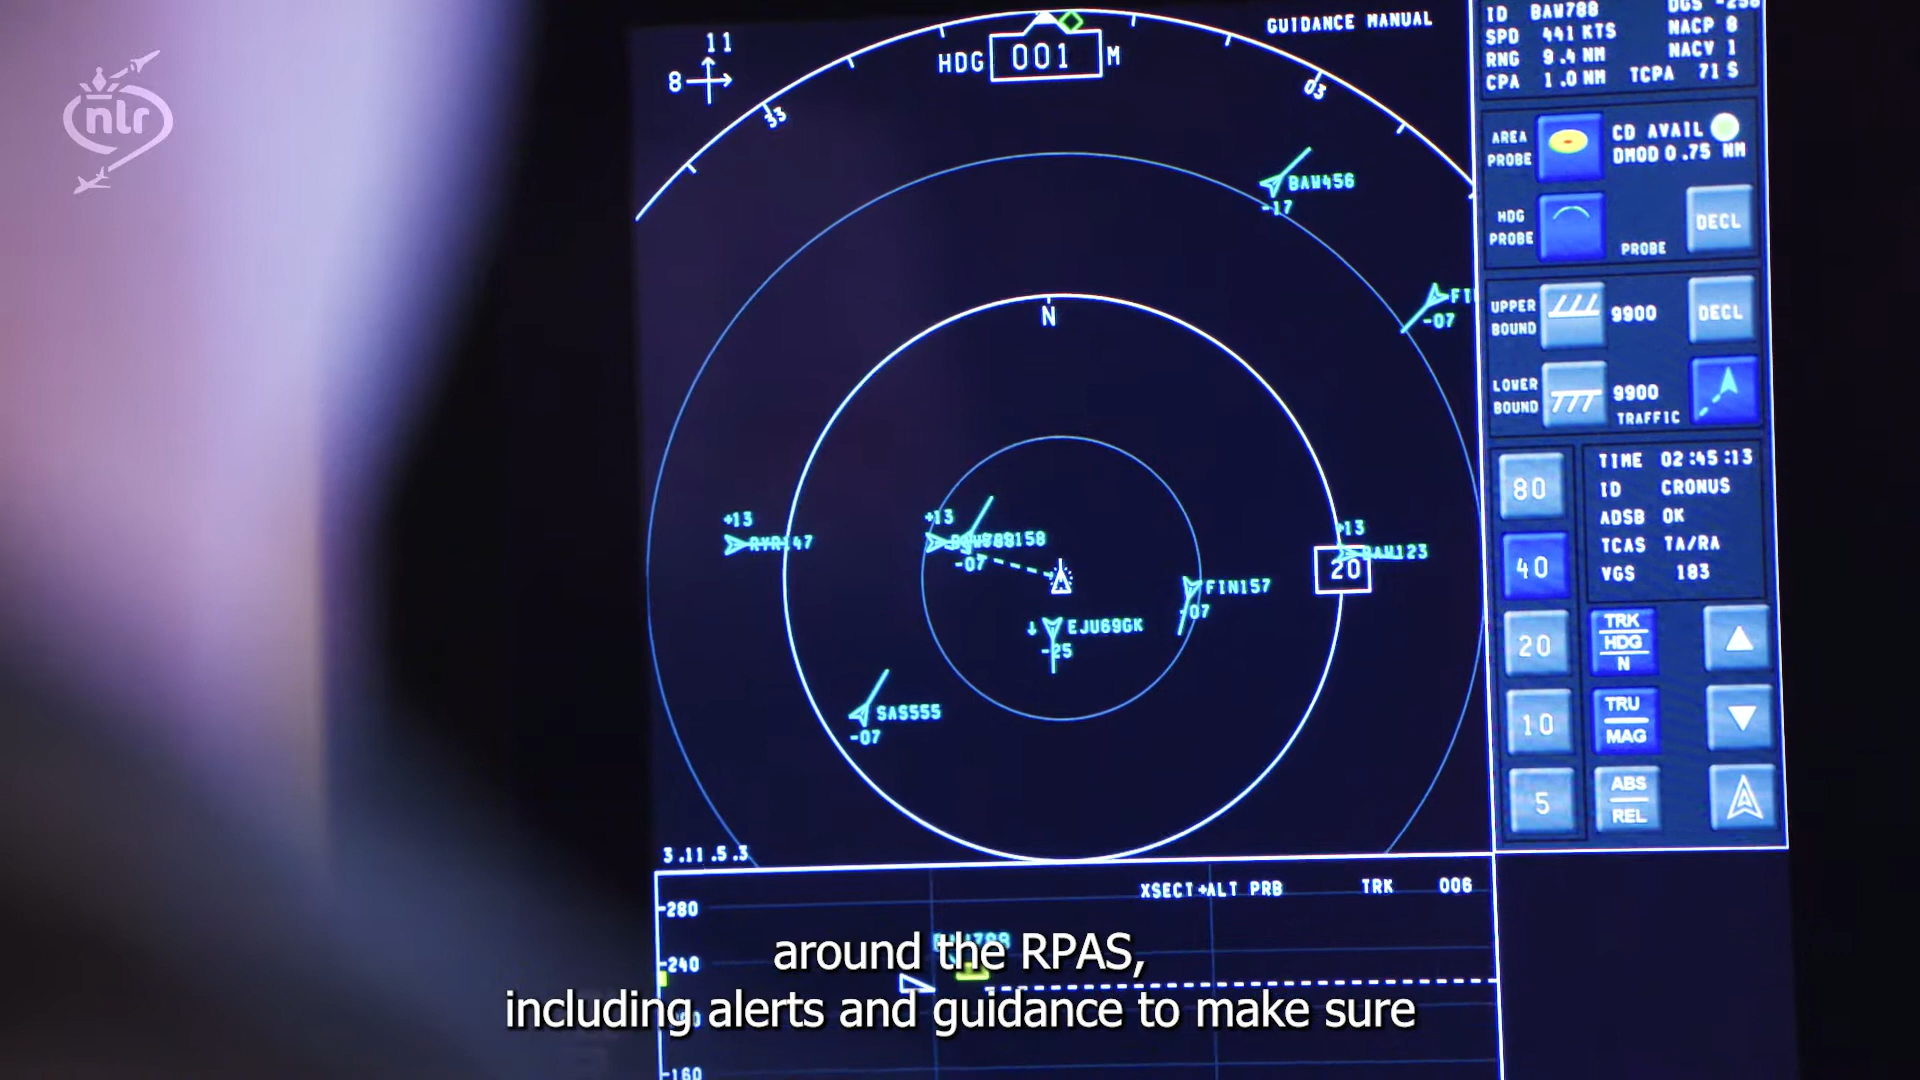 nlr
11
8
HDG 001 M
GUIDANCE MANUAL
33
03
N
BAW456
-17
-07
+13
RYR147
+13
158
-07
+13
BAW123
20
FIN157
-07
EJU69GK
-25
SAS555
-07
3.11.5.3
XSECT+ALT PRB TRK 006
-280
-240
-160
ID BAW788
SPD 441 KTS NACP 8
RNG 9.4 NM NACV 1
CPA 1.0 NM TCPA 71 S
AREA
PROBE
CD AVAIL
DMOD 0.75 NM
HDG
PROBE
PROBE
DECL
UPPER
BOUND
9900
DECL
LOWER
BOUND
9900
TRAFFIC
80
40
20
10
5
TIME 02:45:13
ID CRONUS
ADSB OK
TCAS TA/RA
VGS 183
TRK
HDG
N
TRU
MAG
ABS
REL
around the RPAS,
including alerts and guidance to make sure